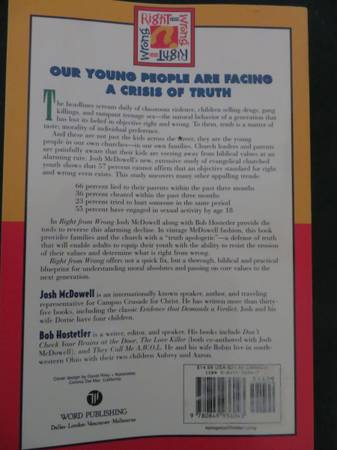 Right from Wrong
OUR YOUNG PEOPLE ARE FACING
A CRISIS OF TRUTH
The headlines scream daily of classroom violence, children selling drugs, gang
killings, and rampant teenage sex—the natural behavior of a generation that
has lost its belief in objective right and wrong. To them, truth is a matter of
taste; morality of individual preference.
And these are not just the kids across the street, they are the young
people in our own churches—in our own families. Church leaders and parents
are painfully aware that their kids are veering away from biblical values at an
alarming rate. Josh McDowell's new, extensive study of evangelical churched
youth shows that 57 percent cannot affirm that an objective standard for right
and wrong even exists. This study uncovers many other appalling trends:
66 percent lied to their parents within the past three months
36 percent cheated within the past three months
23 percent tried to hurt someone in the same period
55 percent have engaged in sexual activity by age 18
In Right from Wrong Josh McDowell along with Bob Hostetler provide the
tools to reverse this alarming decline. In vintage McDowell fashion, this book
provides families and the church with a "truth apologetic"—a defense of truth
that will enable adults to equip their youth with the ability to resist the erosion
of their values and determine what is right from wrong.
Right from Wrong offers not a quick fix, but a thorough, biblical and practical
blueprint for understanding moral absolutes and passing on core values to the
next generation.
Josh McDowell is an internationally known speaker, author, and traveling
representative for Campus Crusade for Christ. He has written more than thirty-
five books, including the classic Evidence that Demands a Verdict. Josh and his
wife Dottie have four children.
Bob Hostetler is a writer, editor, and speaker. His books include Don't
Check Your Brains at the Door, The Love Killer (both co-authored with Josh
McDowell), and They Call Me A.W.O.L. He and his wife Robin live in south-
western Ohio with their two children Aubrey and Aaron.
Cover design by David Riley + Associates
Corona Del Mar, California
WORD PUBLISHING
Dallas · London · Vancouver · Melbourne